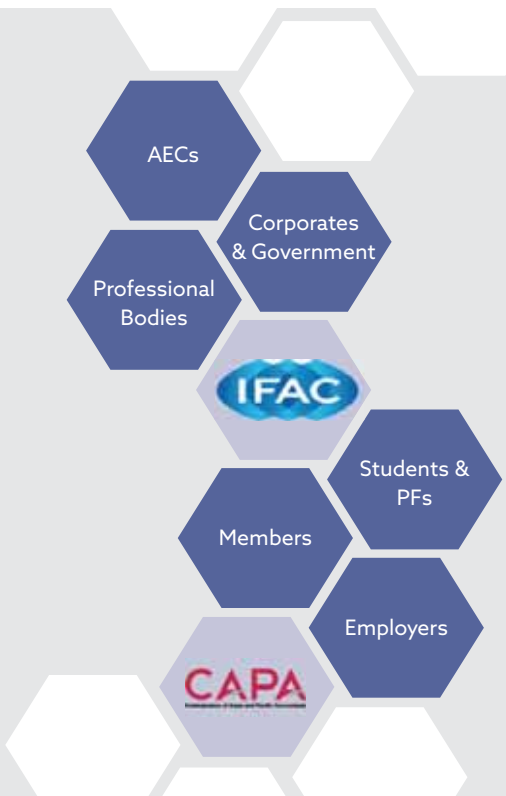 AECs
Corporates
& Government
Professional
Bodies
IFAC
Students &
PFs
Members
Employers
CAPA